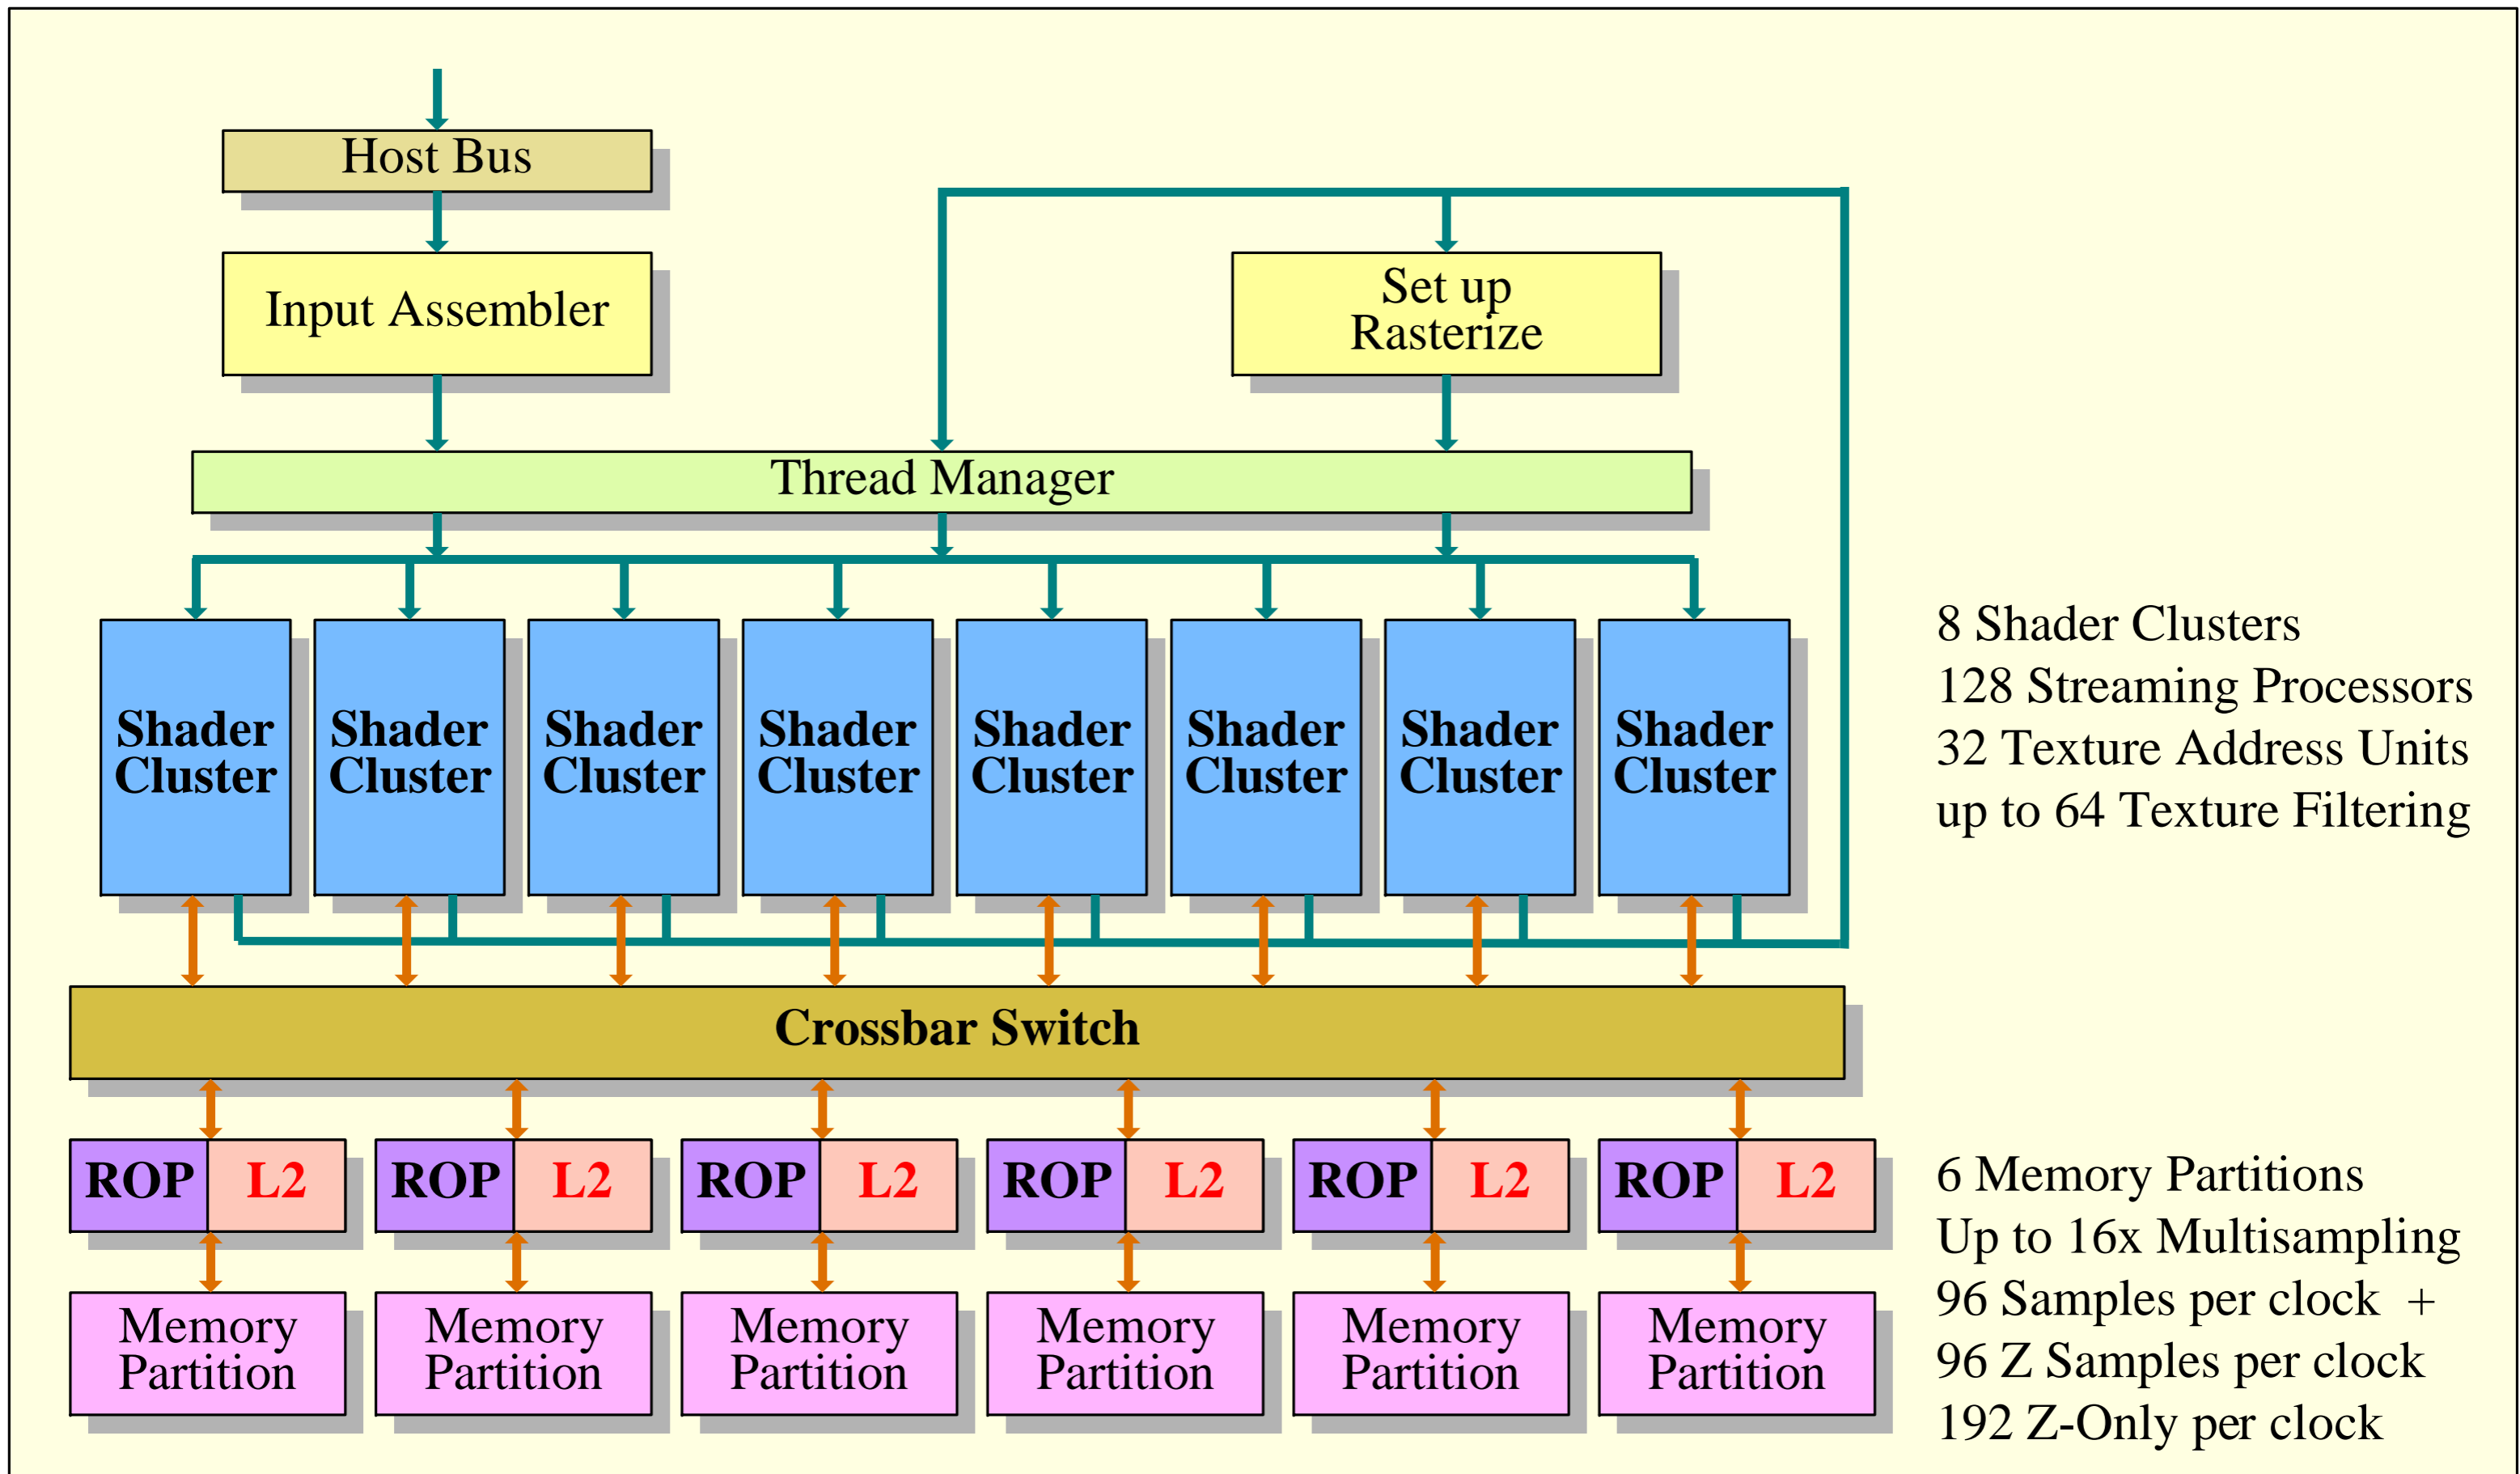 Host Bus
Input Assembler
Set up
Rasterize
Thread Manager
Shader
Cluster
Shader
Cluster
Shader
Cluster
Shader
Cluster
Shader
Cluster
Shader
Cluster
Shader
Cluster
Shader
Cluster
8 Shader Clusters
128 Streaming Processors
32 Texture Address Units
up to 64 Texture Filtering
Crossbar Switch
ROP L2
ROP L2
ROP L2
ROP L2
ROP L2
ROP L2
Memory
Partition
Memory
Partition
Memory
Partition
Memory
Partition
Memory
Partition
Memory
Partition
6 Memory Partitions
Up to 16x Multisampling
96 Samples per clock +
96 Z Samples per clock
192 Z-Only per clock